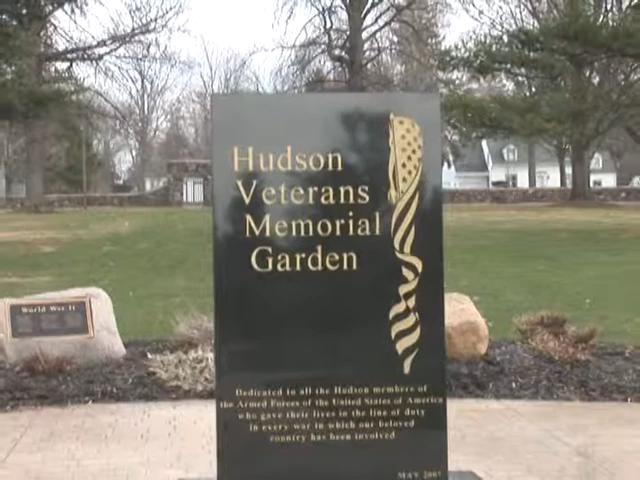 Hudson
Veterans
Memorial
Garden
World War II
Dedicated to all the Hudson members of
the Armed Forces of the United States of America
who gave their lives in the line of duty
in every war in which our beloved
country has been involved
MAY 2007